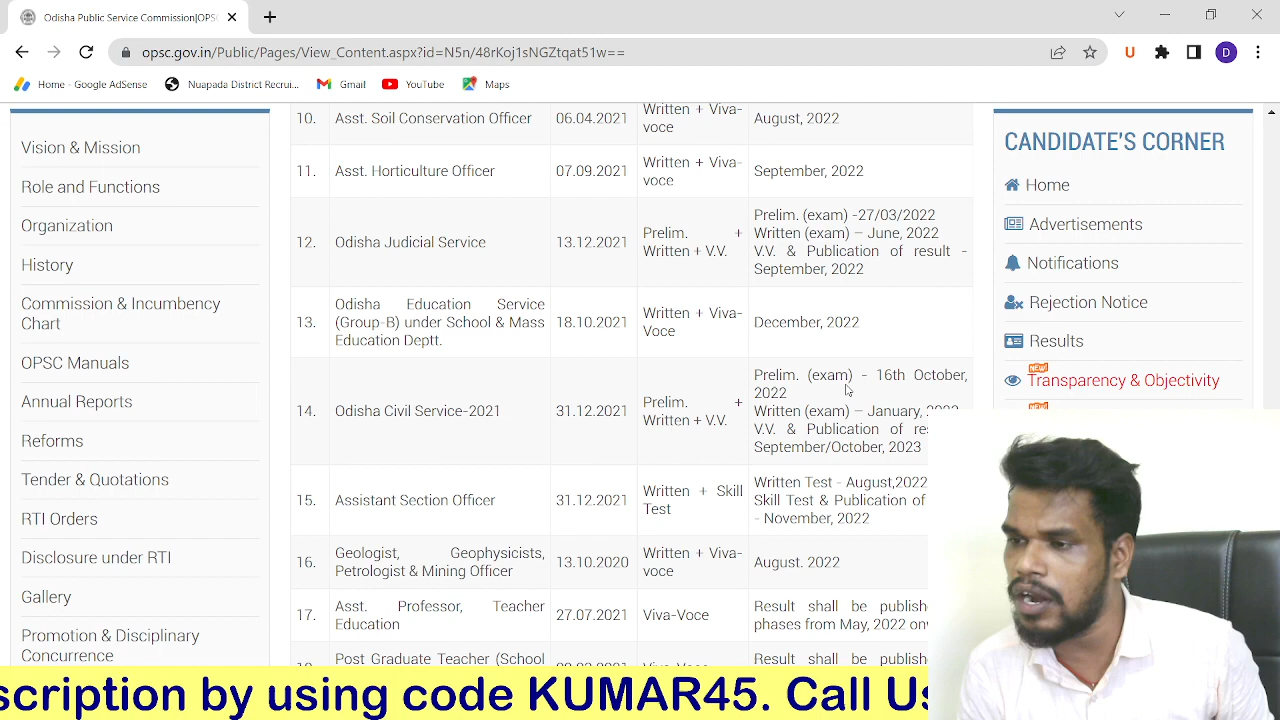 Odisha Public Service Commission|OPS
opsc.gov.in/Public/Pages/View_Content.aspx?id=N5n/48rKoj1sNGZtqat51w==
U
D
Home - Google AdSense
Nuapada District Recrui...
Gmail
YouTube
Maps
Vision & Mission
Role and Functions
Organization
History
Commission & Incumbency
Chart
OPSC Manuals
Annual Reports
Reforms
Tender & Quotations
RTI Orders
Disclosure under RTI
Gallery
Promotion & Disciplinary
Concurrence
10. Asst. Soil Conservation Officer 06.04.2021 Written + Viva-
voce August, 2022
11. Asst. Horticulture Officer 07.09.2021 Written + Viva-
voce September, 2022
12. Odisha Judicial Service 13.12.2021 Prelim. +
Written + V.V.
Prelim. (exam) -27/03/2022
Written (exam) – June, 2022
V.V. & Publication of result -
September, 2022
13. Odisha Education Service
(Group-B) under School & Mass
Education Deptt.
18.10.2021 Written + Viva-
Voce December, 2022
14. Odisha Civil Service-2021 31.12.2021 Prelim. +
Written + V.V.
Prelim. (exam) - 16th October,
2022
Written (exam) – January,
V.V. & Publication of
September/October, 2023
15. Assistant Section Officer 31.12.2021 Written + Skill
Test
Written Test - August,2022
Skill Test & Publication of
- November, 2022
16. Geologist, Geophysicists,
Petrologist & Mining Officer
13.10.2020 Written + Viva-
voce August. 2022
17. Asst. Professor, Teacher
Education
27.07.2021 Viva-Voce
Result shall be publish
phases from May, 2022
Post Graduate Teacher (School
Result shall be
CANDIDATE'S CORNER
Home
Advertisements
Notifications
Rejection Notice
Results
NEW!
Transparency & Objectivity
scription by using code KUMAR45. Call Us